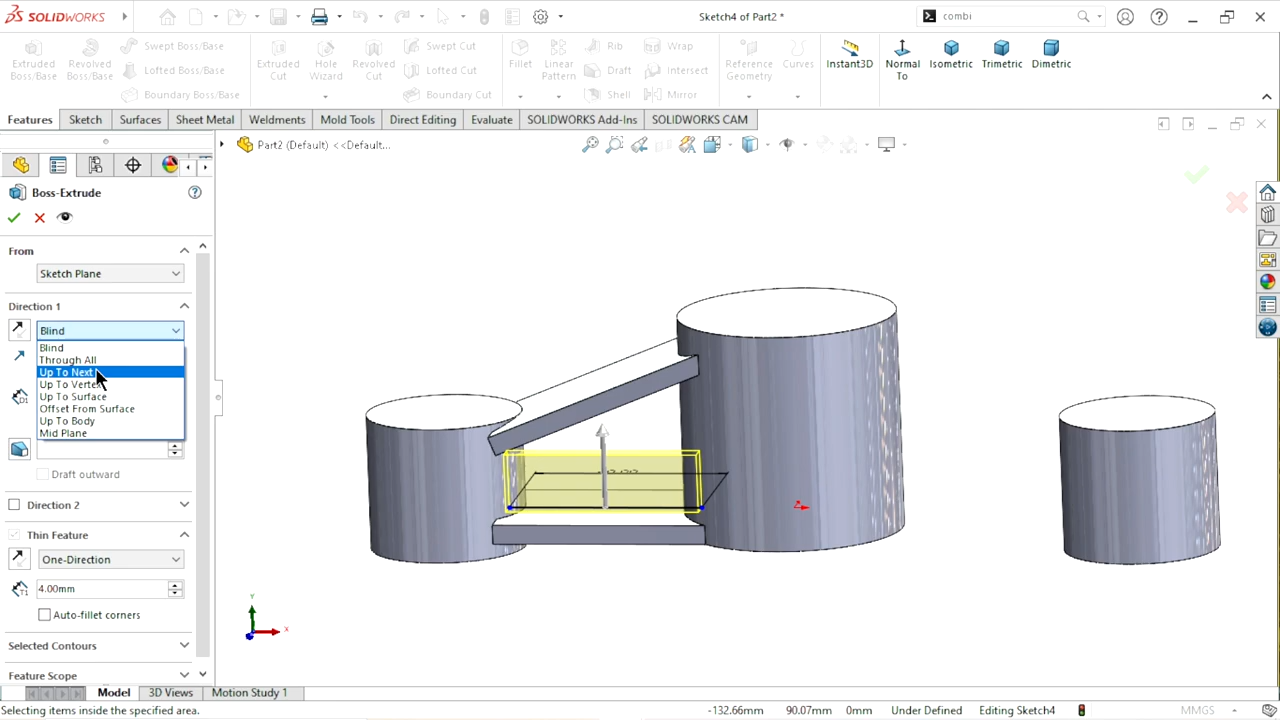 SOLIDWORKS
Sketch4 of Part2 *
combi
Extruded Boss/Base
Revolved Boss/Base
Swept Boss/Base
Lofted Boss/Base
Boundary Boss/Base
Extruded Cut
Hole Wizard
Revolved Cut
Swept Cut
Lofted Cut
Boundary Cut
Fillet
Linear Pattern
Rib
Draft
Shell
Wrap
Intersect
Mirror
Reference Geometry
Curves
Instant3D
Normal To
Isometric
Trimetric
Dimetric
Features
Sketch
Surfaces
Sheet Metal
Weldments
Mold Tools
Direct Editing
Evaluate
SOLIDWORKS Add-Ins
SOLIDWORKS CAM
Part2 (Default) <<Default...
Boss-Extrude
From
Sketch Plane
Direction 1
Blind
Blind
Through All
Up To Next
Up To Vertex
Up To Surface
Offset From Surface
Up To Body
Mid Plane
Draft outward
Direction 2
Thin Feature
One-Direction
4.00mm
Auto-fillet corners
Selected Contours
Feature Scope
Y
X
Model
3D Views
Motion Study 1
Selecting items inside the specified area.
-132.66mm
90.07mm
0mm
Under Defined
Editing Sketch4
MMGS